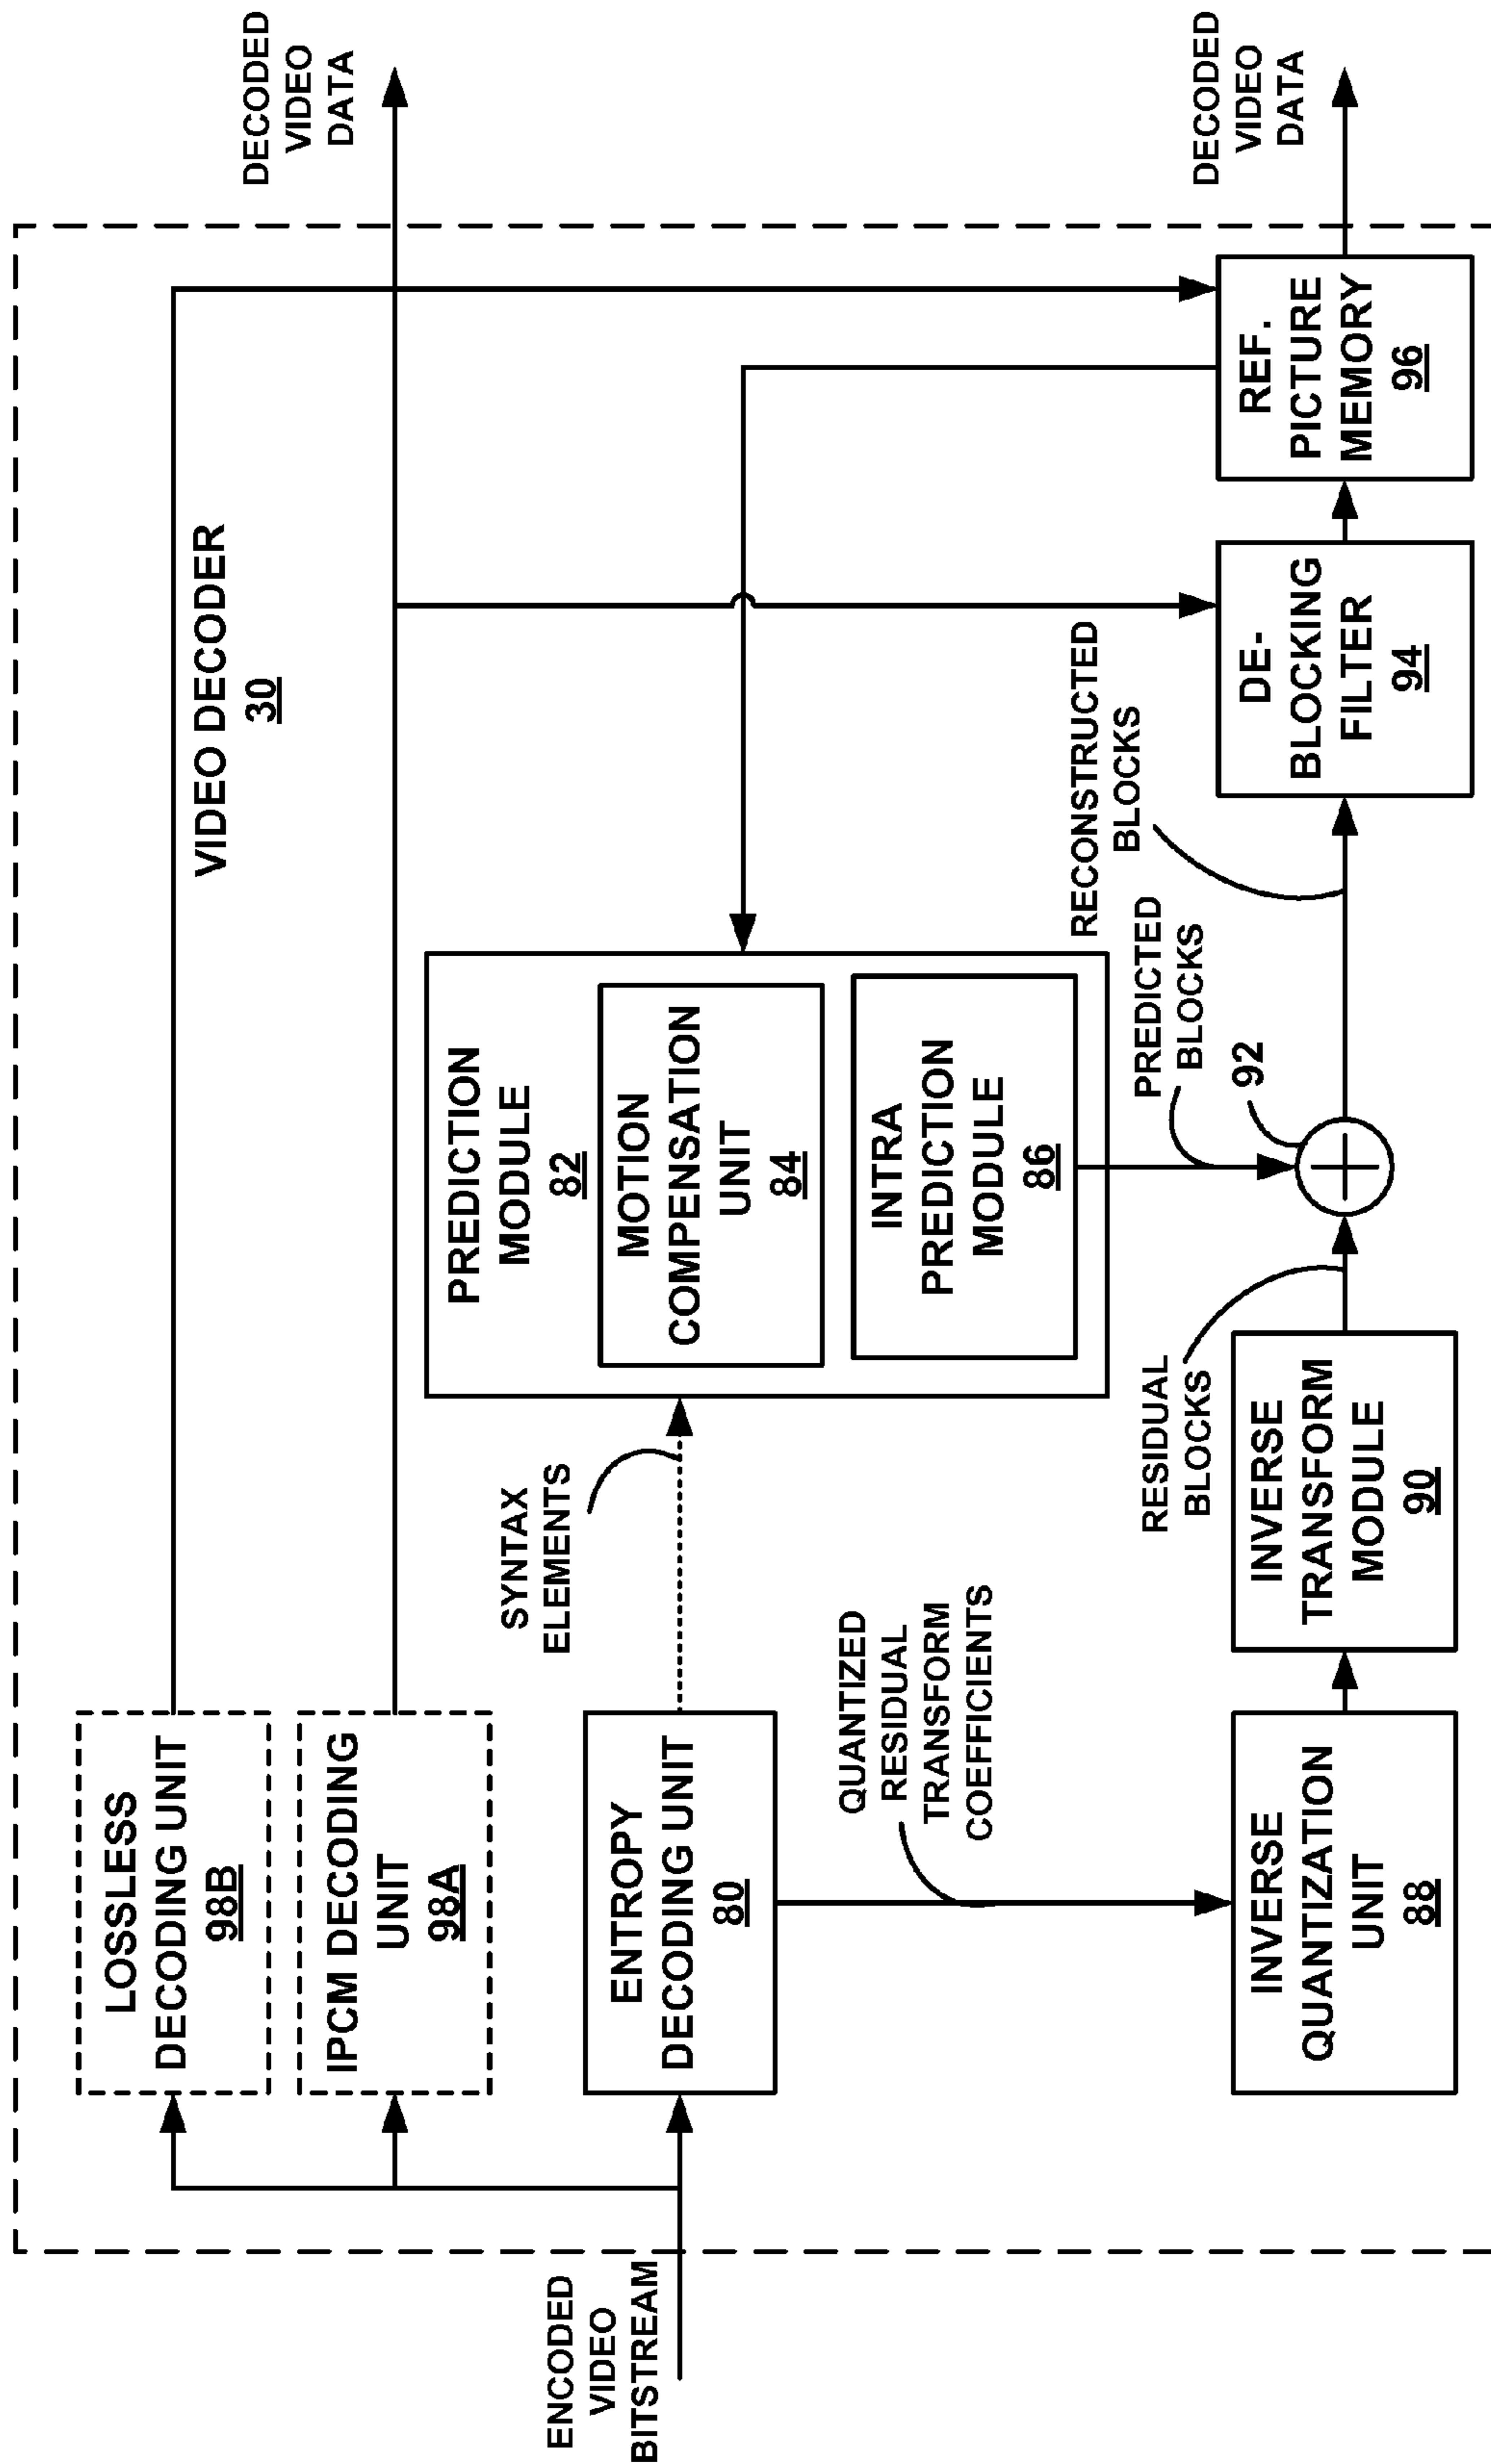 VIDEO DECODER
30
LOSSLESS
DECODING UNIT
98B
IPCM DECODING
UNIT
98A
DECODED
VIDEO
DATA
ENCODED
VIDEO
BITSTREAM
ENTROPY
DECODING UNIT
80
SYNTAX
ELEMENTS
PREDICTION
MODULE
82
MOTION
COMPENSATION
UNIT
84
INTRA
PREDICTION
MODULE
86
QUANTIZED
RESIDUAL
TRANSFORM
COEFFICIENTS
INVERSE
QUANTIZATION
UNIT
88
INVERSE
TRANSFORM
MODULE
90
RESIDUAL
BLOCKS
PREDICTED
BLOCKS
92
RECONSTRUCTED
BLOCKS
DE-
BLOCKING
FILTER
94
REF.
PICTURE
MEMORY
96
DECODED
VIDEO
DATA